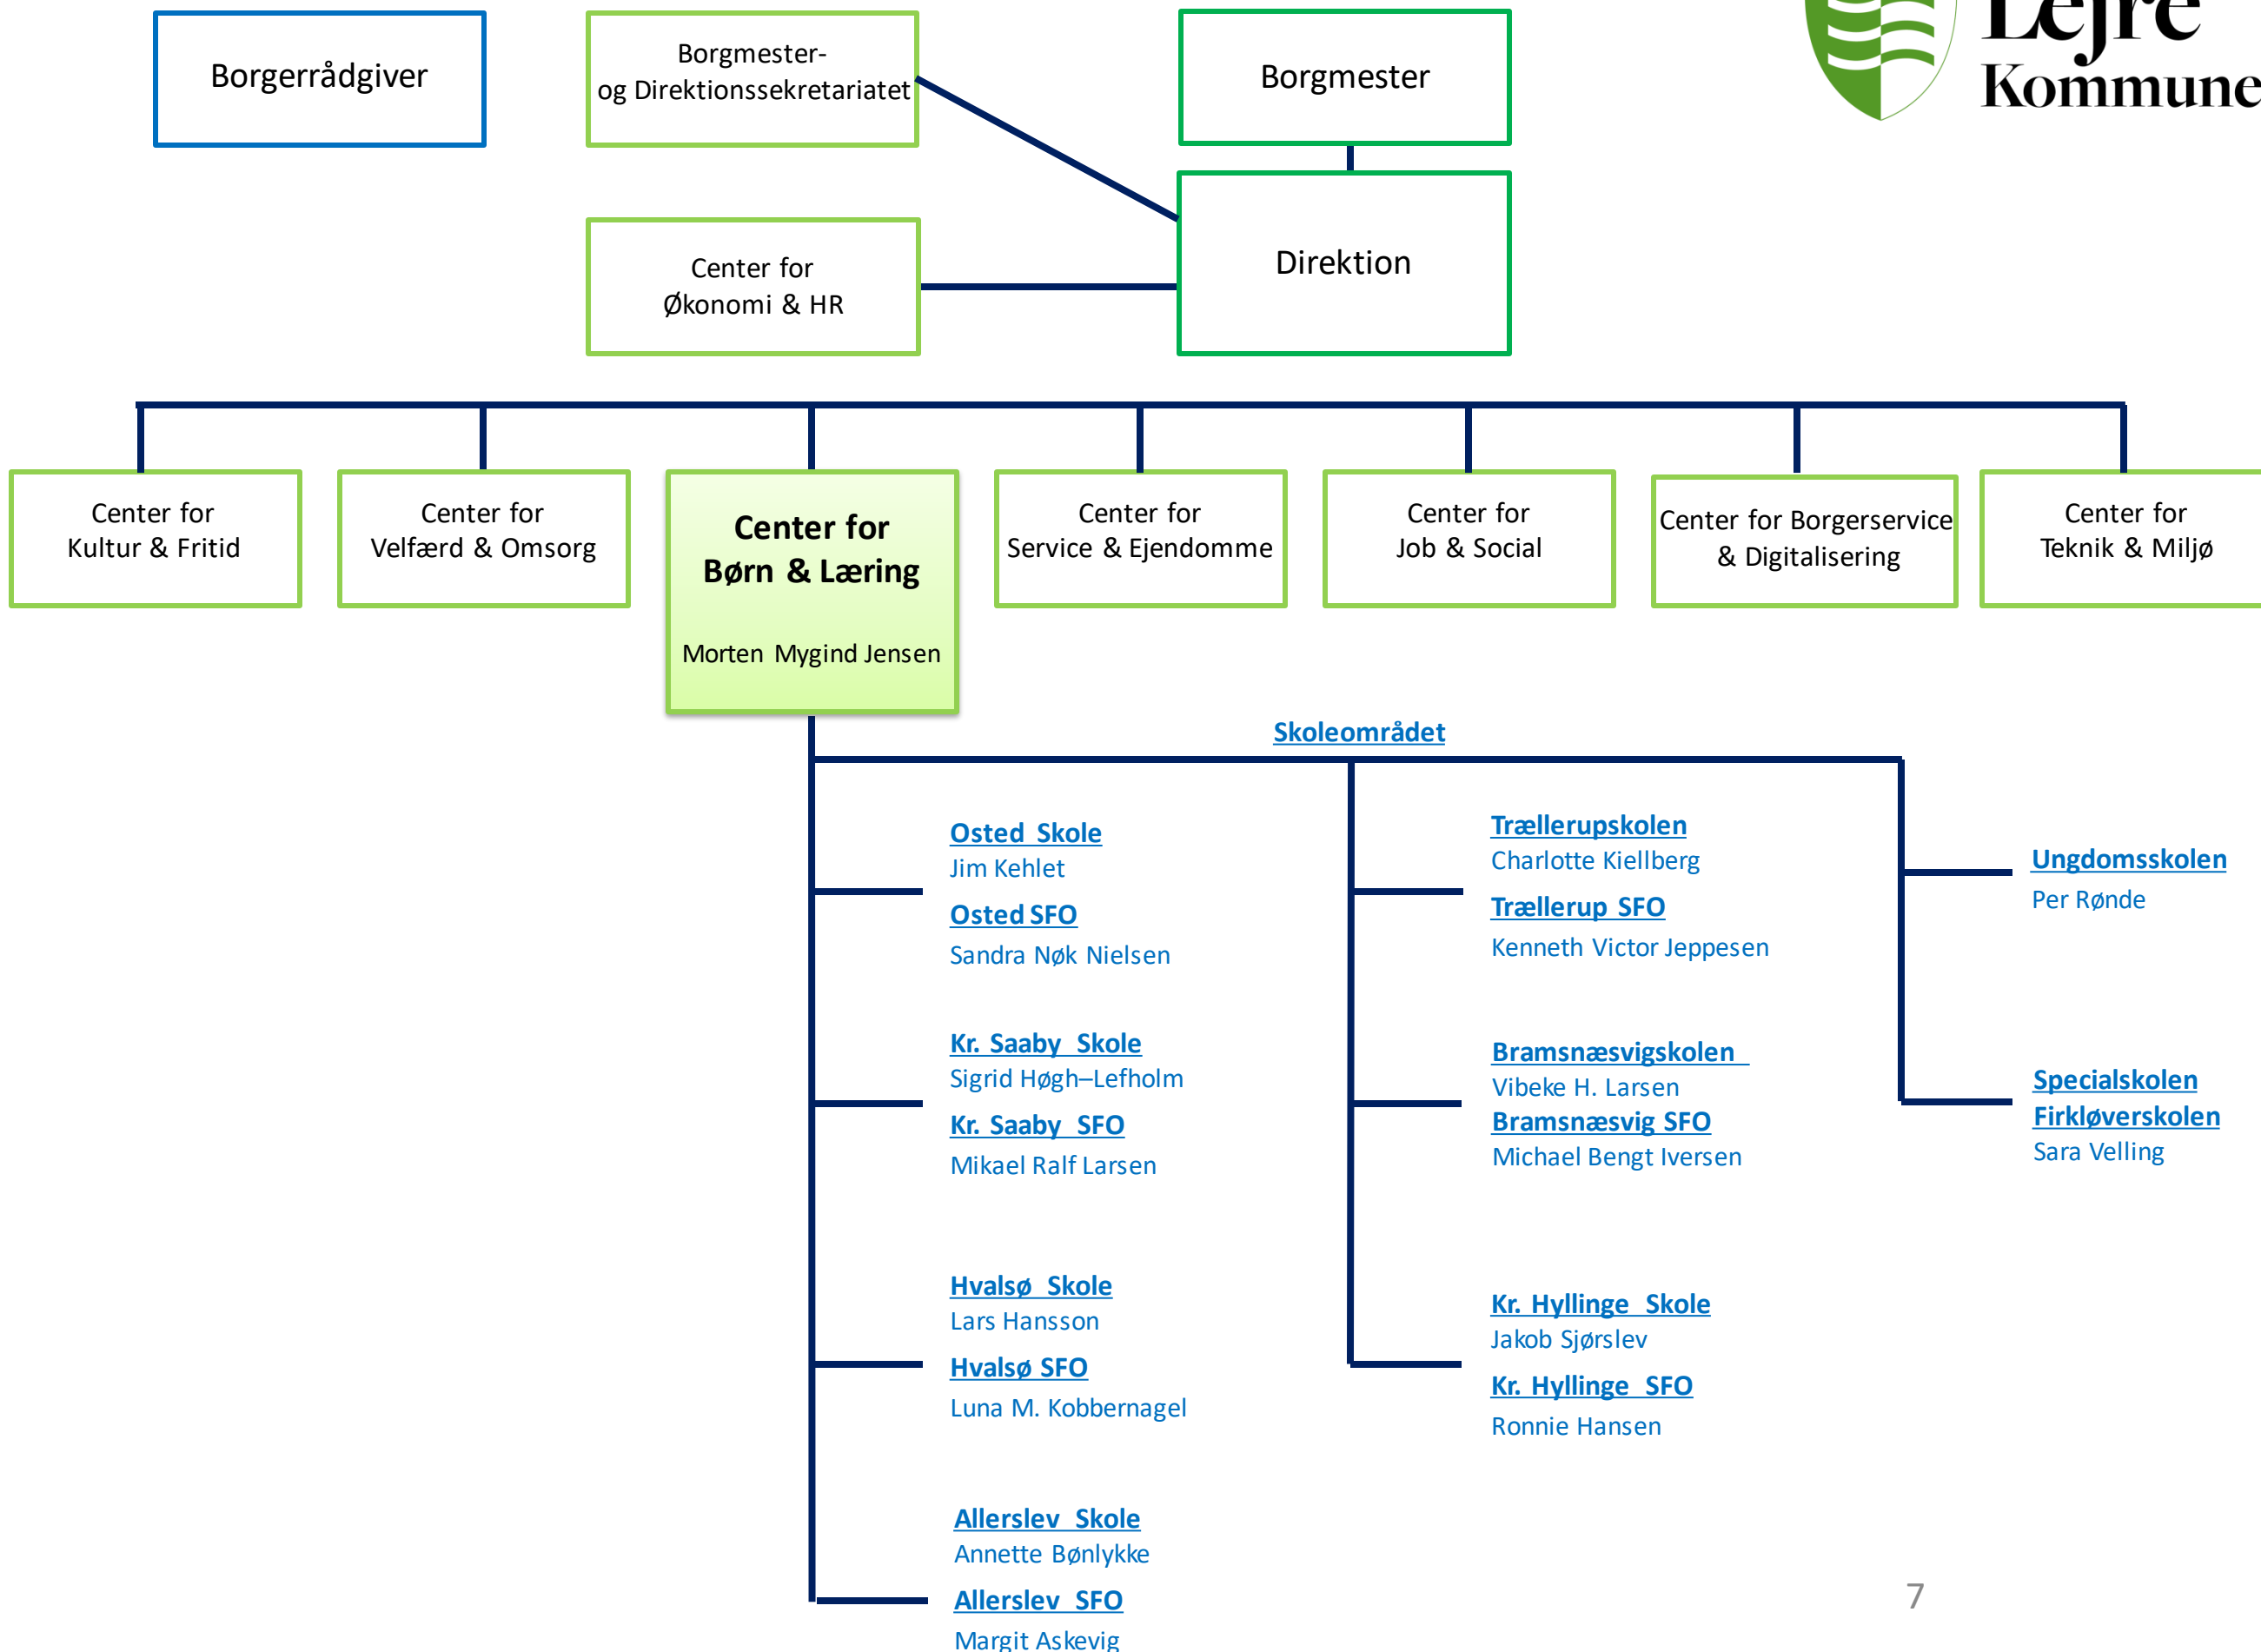 Lejre
Kommune
Borgerrådgiver
Borgmester-
og Direktionssekretariatet
Borgmester
Center for
Økonomi & HR
Direktion
Center for
Kultur & Fritid
Center for
Velfærd & Omsorg
Center for
Børn & Læring
Morten Mygind Jensen
Center for
Service & Ejendomme
Center for
Job & Social
Center for Borgerservice
& Digitalisering
Center for
Teknik & Miljø
Skoleområdet
Osted Skole
Jim Kehlet
Osted SFO
Sandra Nøk Nielsen
Kr. Saaby Skole
Sigrid Høgh–Lefholm
Kr. Saaby SFO
Mikael Ralf Larsen
Hvalsø Skole
Lars Hansson
Hvalsø SFO
Luna M. Kobbernagel
Allerslev Skole
Annette Bønlykke
Allerslev SFO
Margit Askevig
Trællerupskolen
Charlotte Kiellberg
Trællerup SFO
Kenneth Victor Jeppesen
Bramsnæsvigskolen
Vibeke H. Larsen
Bramsnæsvig SFO
Michael Bengt Iversen
Kr. Hyllinge Skole
Jakob Sjørslev
Kr. Hyllinge SFO
Ronnie Hansen
Ungdomsskolen
Per Rønde
Specialskolen
Firkløverskolen
Sara Velling
7